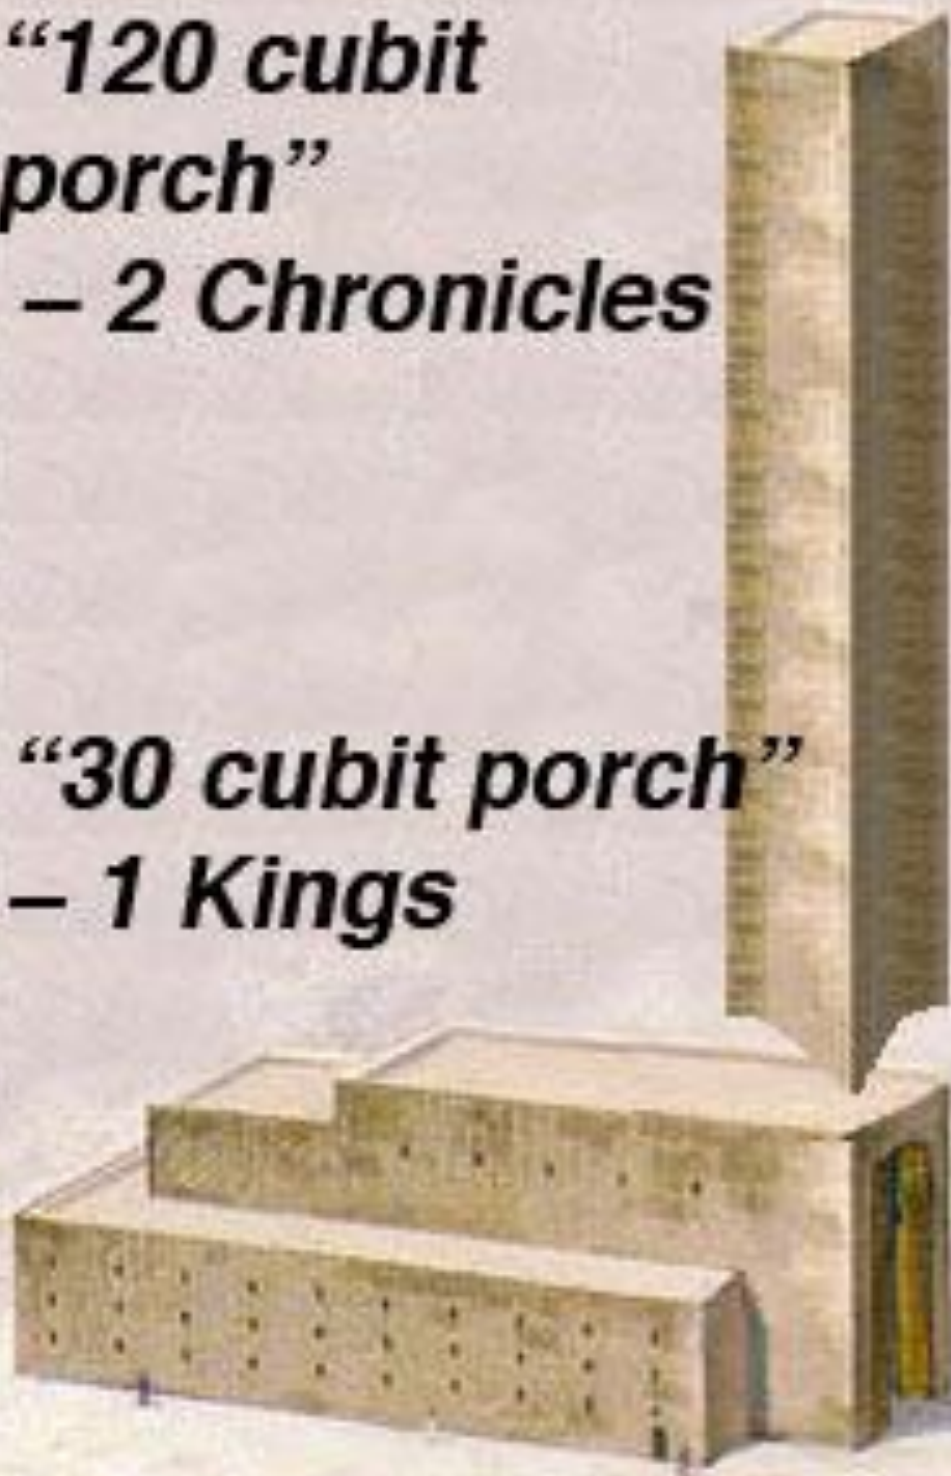 “120 cubit
porch”
– 2 Chronicles
“30 cubit porch”
– 1 Kings